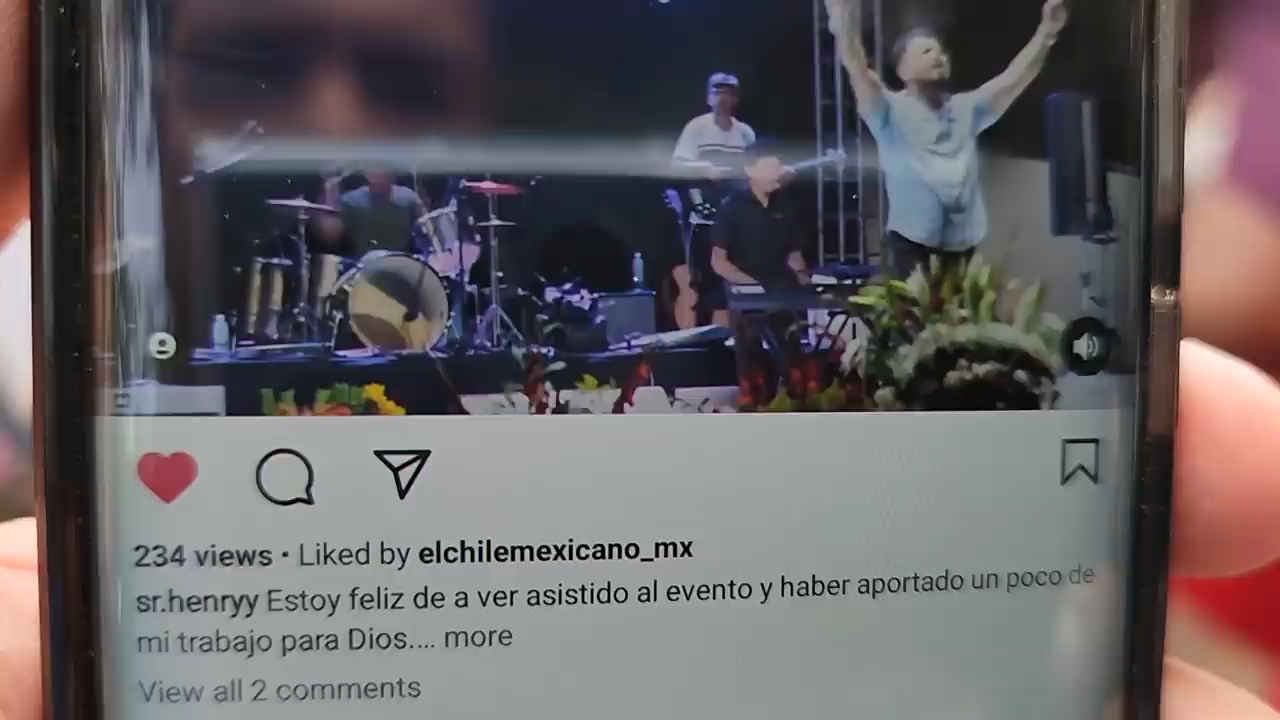 234 views • Liked by elchilemexicano_mx
sr.henryy Estoy feliz de a ver asistido al evento y haber aportado un poco de
mi trabajo para Dios.... more
View all 2 comments